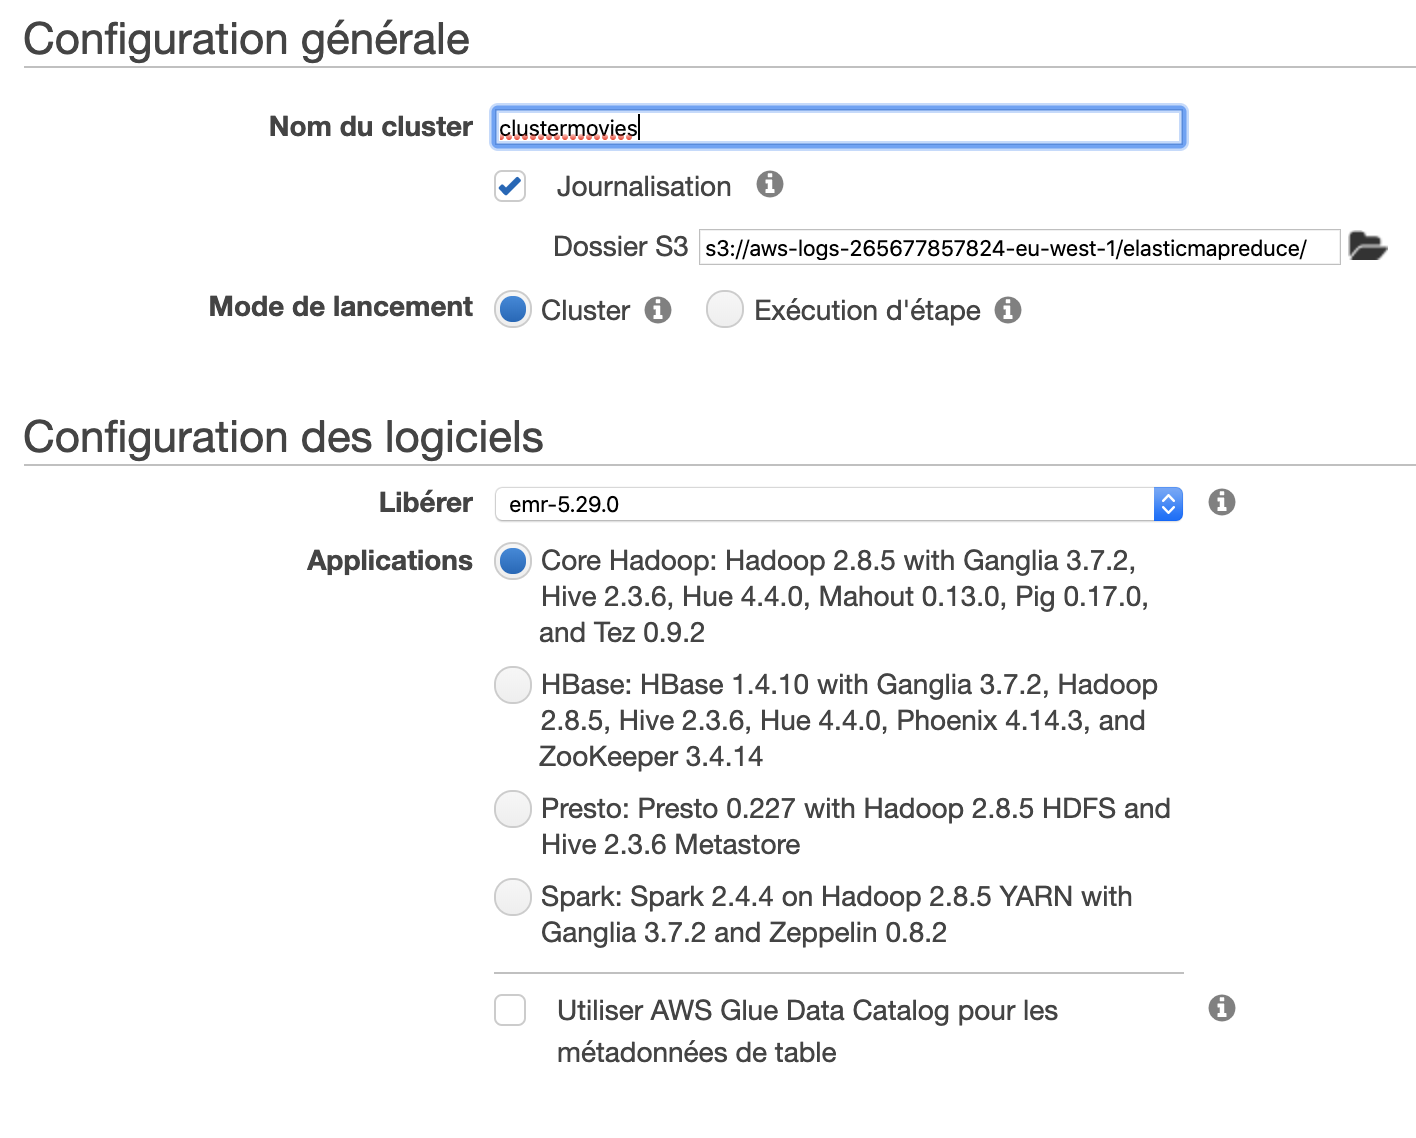 Configuration générale
Nom du cluster clustermovies
Journalisation
Dossier S3 s3://aws-logs-265677857824-eu-west-1/elasticmapreduce/
Mode de lancement Cluster Exécution d'étape
Configuration des logiciels
Libérer emr-5.29.0
Applications Core Hadoop: Hadoop 2.8.5 with Ganglia 3.7.2,
Hive 2.3.6, Hue 4.4.0, Mahout 0.13.0, Pig 0.17.0,
and Tez 0.9.2
HBase: HBase 1.4.10 with Ganglia 3.7.2, Hadoop
2.8.5, Hive 2.3.6, Hue 4.4.0, Phoenix 4.14.3, and
ZooKeeper 3.4.14
Presto: Presto 0.227 with Hadoop 2.8.5 HDFS and
Hive 2.3.6 Metastore
Spark: Spark 2.4.4 on Hadoop 2.8.5 YARN with
Ganglia 3.7.2 and Zeppelin 0.8.2
Utiliser AWS Glue Data Catalog pour les
métadonnées de table